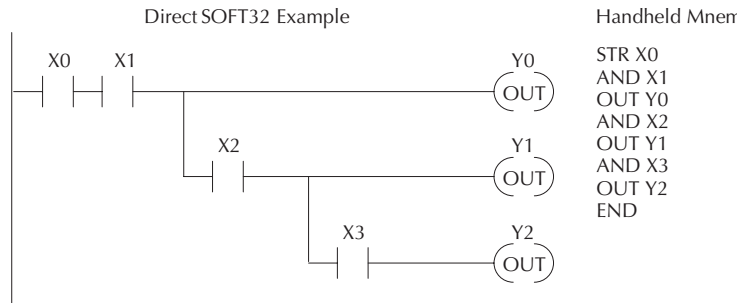 Direct SOFT32 Example
Handheld
X0 X1 Y0
OUT
X2 Y1
OUT
X3 Y2
OUT
STR X0
AND X1
OUT Y0
AND X2
OUT Y1
AND X3
OUT Y2
END